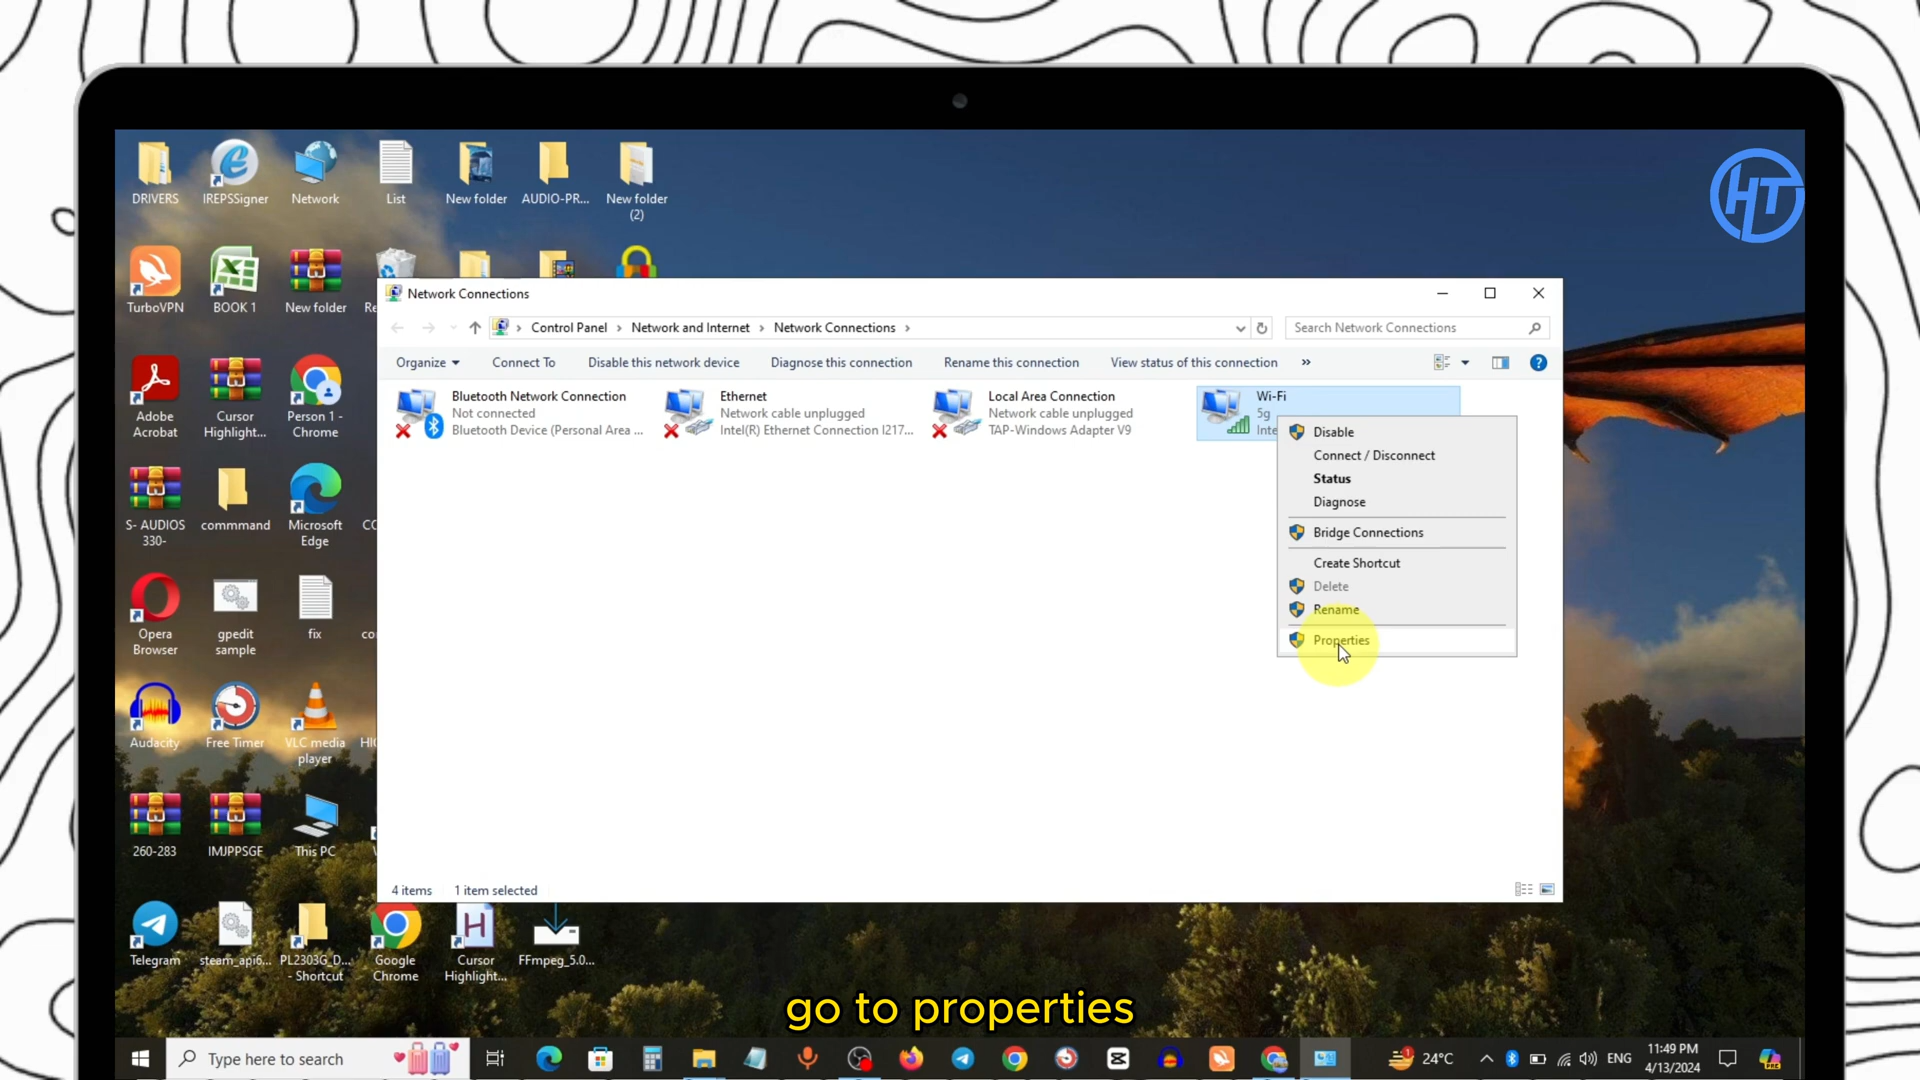 HT
DRIVERS
IREPSSigner
Network
List
New folder
AUDIO-PR...
New folder
(2)
TurboVPN
BOOK 1
New folder
Re
Network Connections
Control Panel > Network and Internet > Network Connections >
Search Network Connections
Organize
Connect To
Disable this network device
Diagnose this connection
Rename this connection
View status of this connection
»
Bluetooth Network Connection
Not connected
Bluetooth Device (Personal Area ...
Ethernet
Network cable unplugged
Intel(R) Ethernet Connection I217...
Local Area Connection
Network cable unplugged
TAP-Windows Adapter V9
Wi-Fi
5g
Inte
Disable
Connect / Disconnect
Status
Diagnose
Bridge Connections
Create Shortcut
Delete
Rename
Properties
Adobe
Acrobat
Cursor
Highlight...
Person 1 -
Chrome
S- AUDIOS
330-
commmand
Microsoft
Edge
CC
Opera
Browser
gpedit
sample
fix
co
Audacity
Free Timer
VLC media
player
HI
260-283
IMJPPSGF
This PC
4 items
1 item selected
Telegram
steam_api6...
PL2303G_D...
- Shortcut
Google
Chrome
Cursor
Highlight...
FFmpeg_5.0...
go to properties
Type here to search
24°C
ENG
11:49 PM
4/13/2024